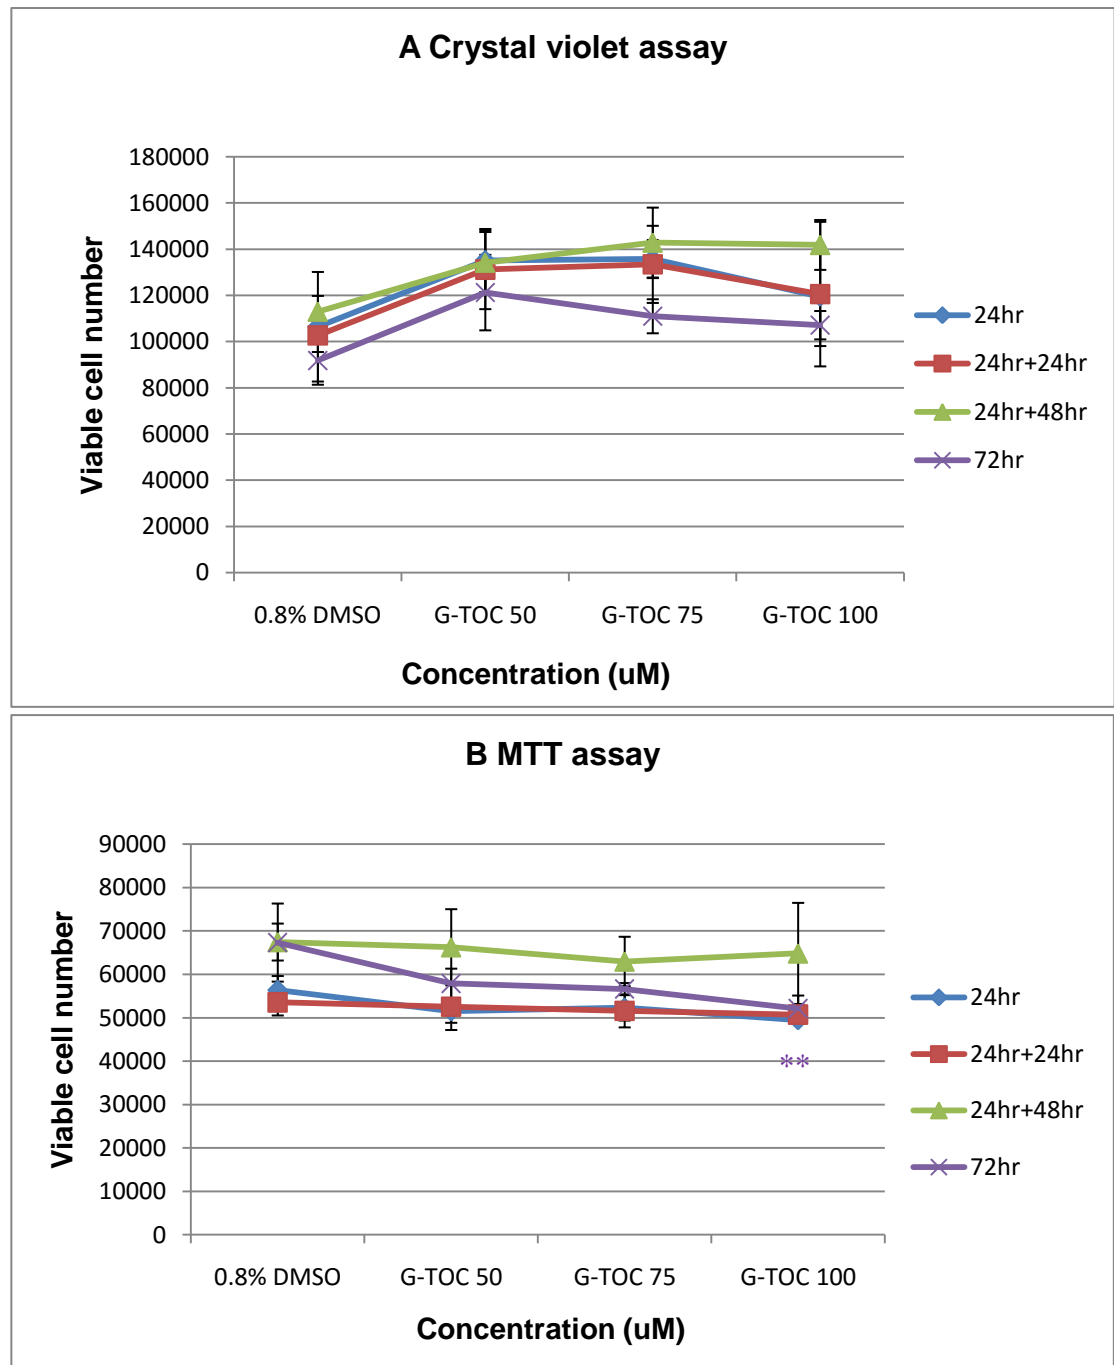 A Crystal violet assay
180000
160000
140000
120000
100000
80000
60000
40000
20000
0
Viable cell number
0.8% DMSO G-TOC 50 G-TOC 75 G-TOC 100
Concentration (uM)
24hr
24hr+24hr
24hr+48hr
72hr
B MTT assay
90000
80000
70000
60000
50000
40000
30000
20000
10000
0
Viable cell number
**
0.8% DMSO G-TOC 50 G-TOC 75 G-TOC 100
Concentration (uM)
24hr
24hr+24hr
24hr+48hr
72hr